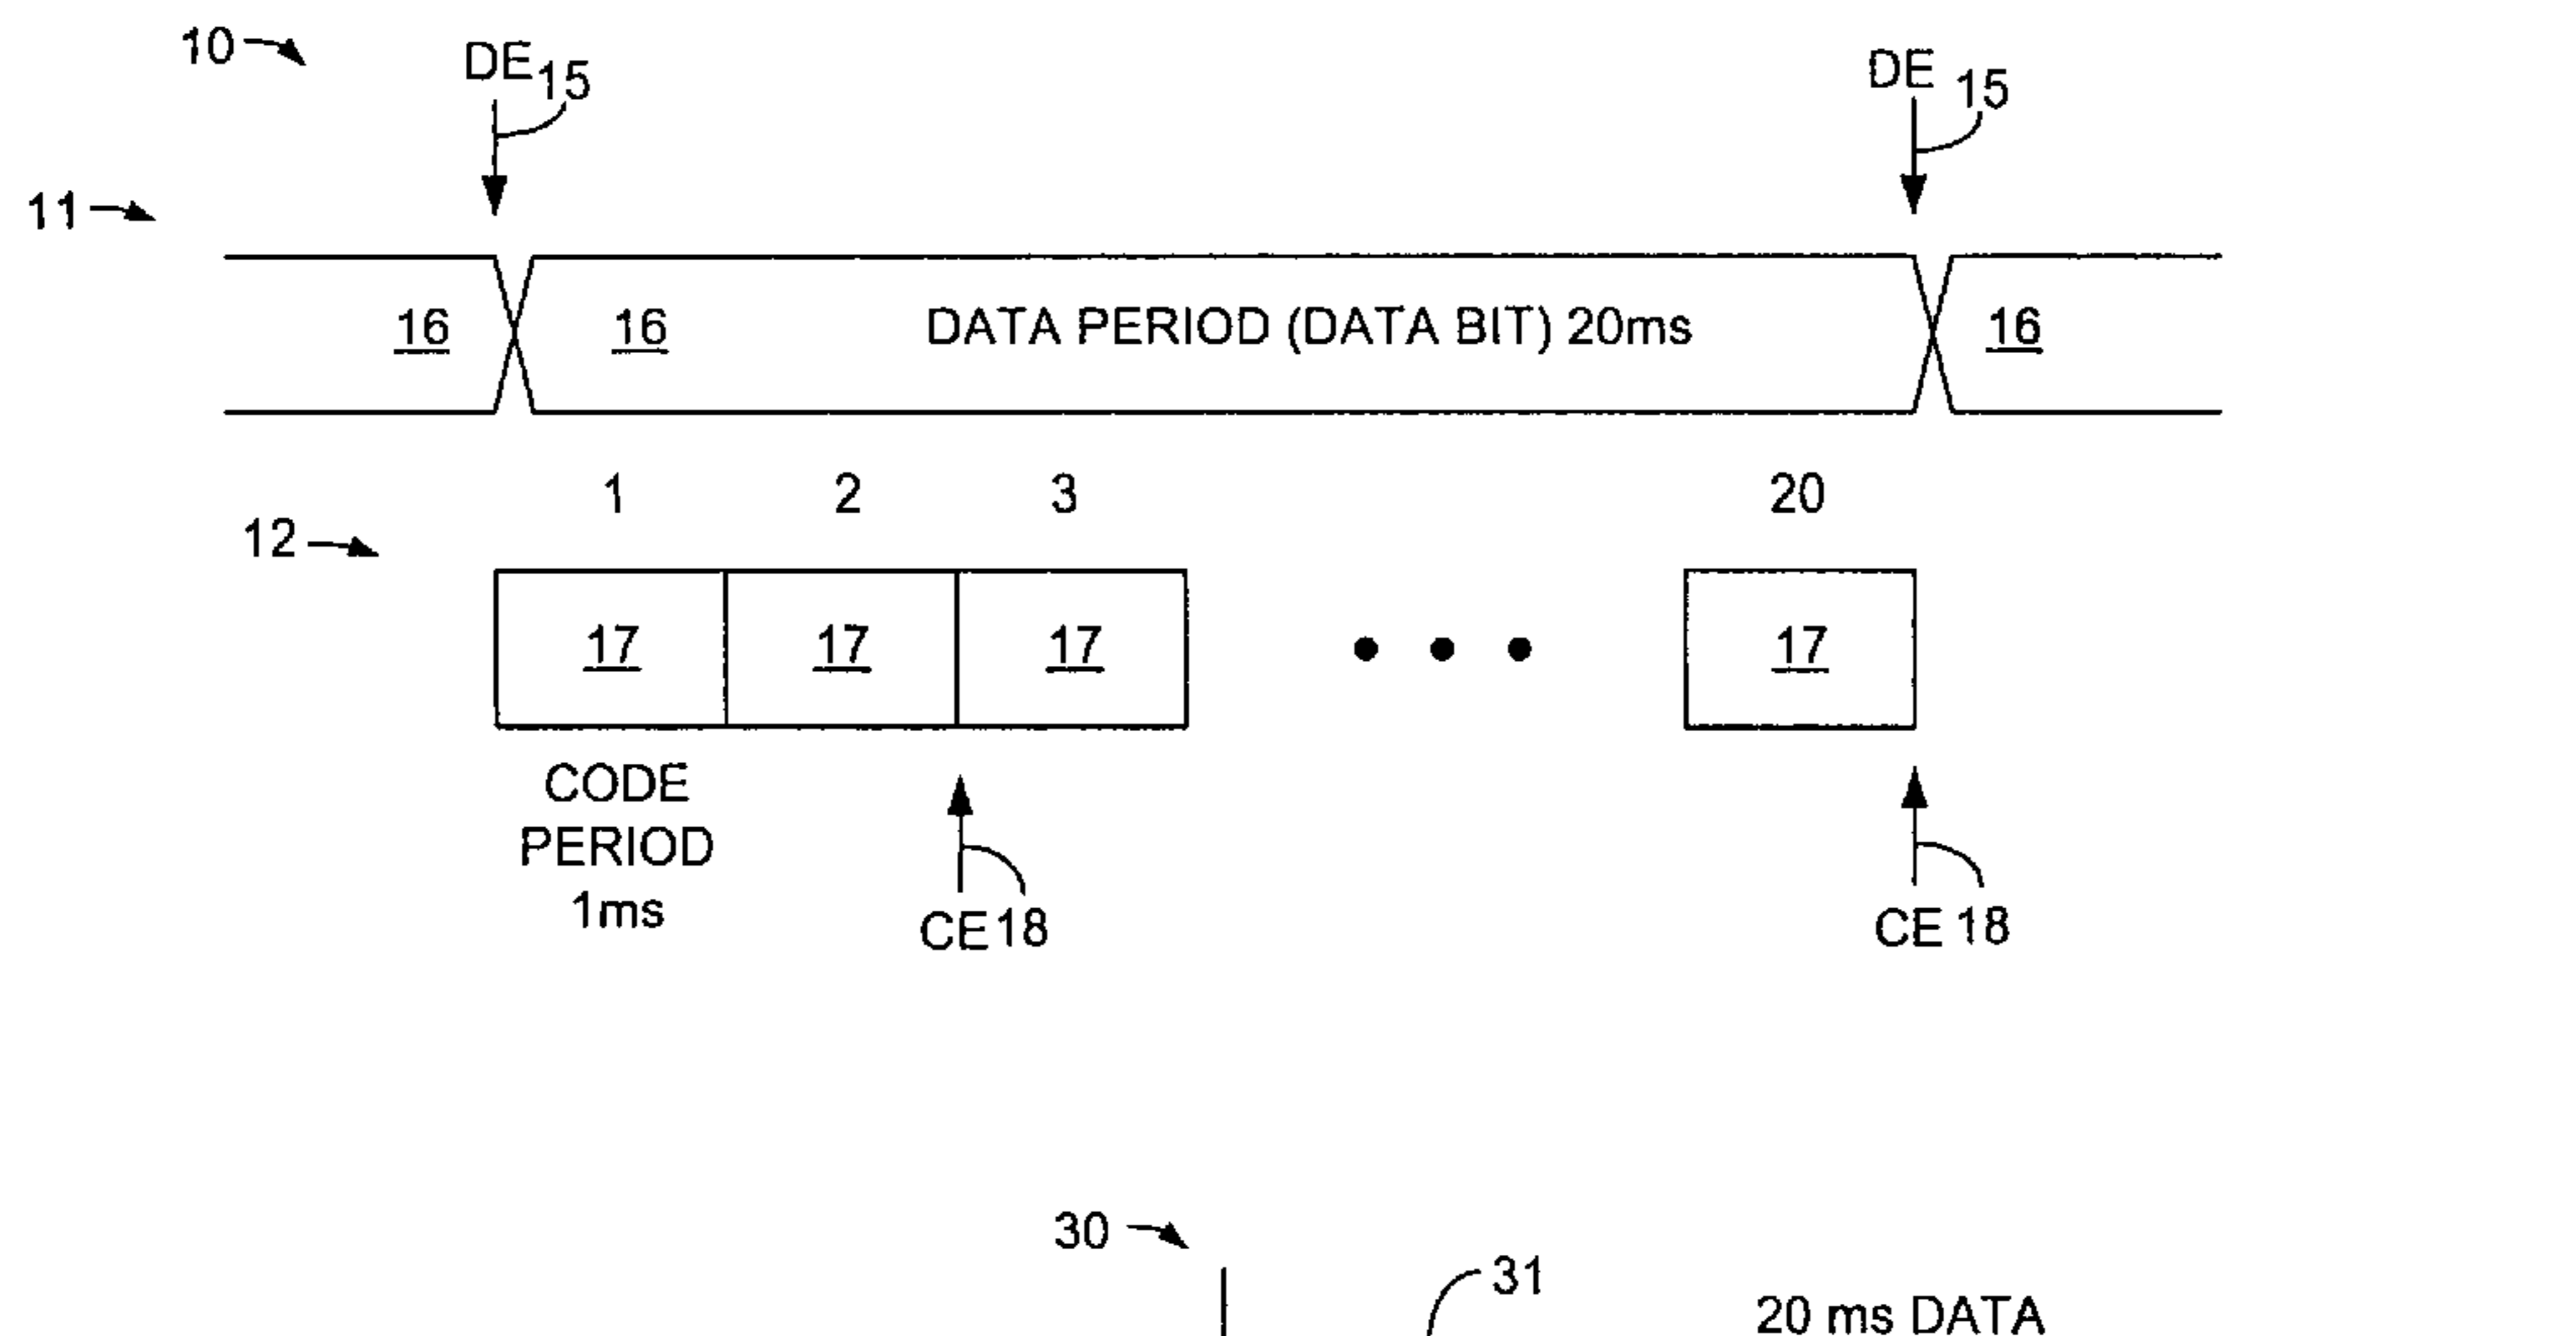 10
DE 15
DE 15
11
16
16
DATA PERIOD (DATA BIT) 20ms
16
1
2
3
20
12
17
17
17
17
CODE
PERIOD
1ms
CE 18
CE 18
30
31
20 ms DATA